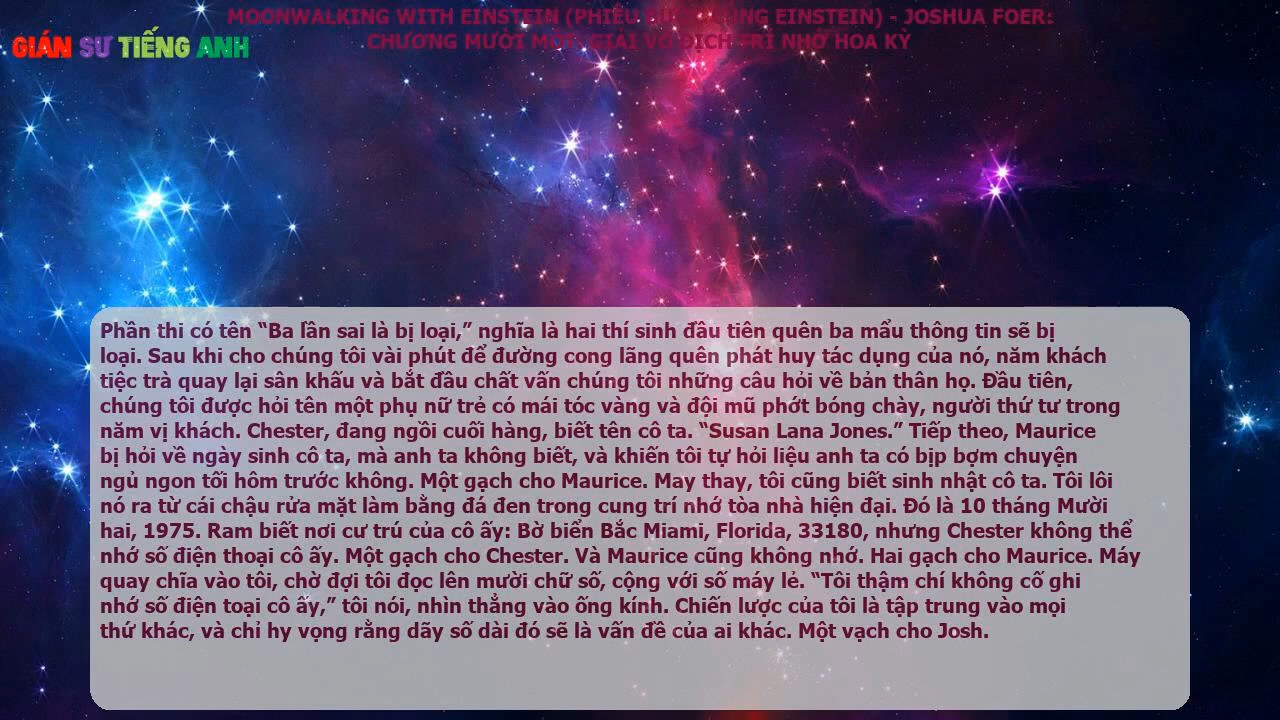 MOONWALKING WITH EINSTEIN (PHIÊU BƯỚC CÙNG EINSTEIN) - JOSHUA FOER:
CHƯƠNG MƯỜI MỘT: GIẢI VÔ ĐỊCH TRÍ NHỚ HOA KỲ
GIÁN SƯ TIẾNG ANH
Phần thi có tên “Ba lần sai là bị loại,” nghĩa là hai thí sinh đầu tiên quên ba mẩu thông tin sẽ bị
loại. Sau khi cho chúng tôi vài phút để đường cong lãng quên phát huy tác dụng của nó, năm khách
tiệc trà quay lại sân khấu và bắt đầu chất vấn chúng tôi những câu hỏi về bản thân họ. Đầu tiên,
chúng tôi được hỏi tên một phụ nữ trẻ có mái tóc vàng và đội mũ phớt bóng chày, người thứ tư trong
năm vị khách. Chester, đang ngồi cuối hàng, biết tên cô ta. “Susan Lana Jones.” Tiếp theo, Maurice
bị hỏi về ngày sinh cô ta, mà anh ta không biết, và khiến tôi tự hỏi liệu anh ta có bịp bợm chuyện
ngủ ngon tối hôm trước không. Một gạch cho Maurice. May thay, tôi cũng biết sinh nhật cô ta. Tôi lôi
nó ra từ cái chậu rửa mặt làm bằng đá đen trong cung trí nhớ tòa nhà hiện đại. Đó là 10 tháng Mười
hai, 1975. Ram biết nơi cư trú của cô ấy: Bờ biển Bắc Miami, Florida, 33180, nhưng Chester không thể
nhớ số điện thoại cô ấy. Một gạch cho Chester. Và Maurice cũng không nhớ. Hai gạch cho Maurice. Máy
quay chĩa vào tôi, chờ đợi tôi đọc lên mười chữ số, cộng với số máy lẻ. “Tôi thậm chí không cố ghi
nhớ số điện toại cô ấy,” tôi nói, nhìn thẳng vào ống kính. Chiến lược của tôi là tập trung vào mọi
thứ khác, và chỉ hy vọng rằng dãy số dài đó sẽ là vấn đề của ai khác. Một vạch cho Josh.